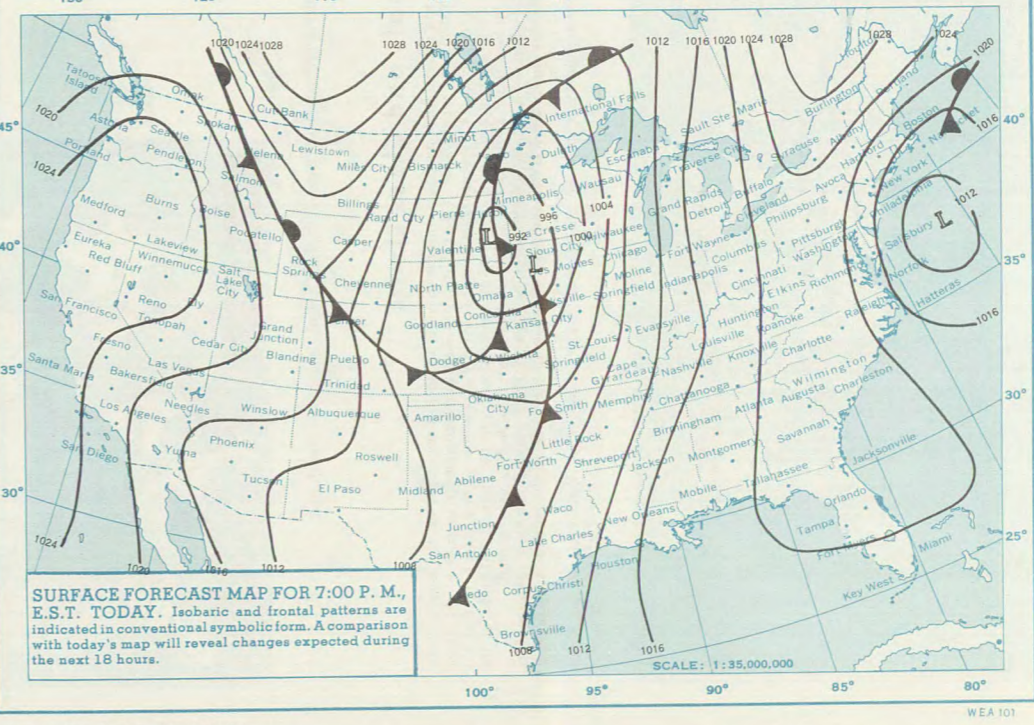 1020 1024 1028 1028 1024 1020 1016 1012 1012 1016 1020 1024 1028 1028 1024 1020
Tatoosh Island
Omak
Cut Bank
International Falls
Houlton
45°
1020
Astoria
Seattle
Spokane
Minot
Sault Ste. Marie
Burlington
Portland
40°
1016
Portland
Pendleton
Helena
Lewistown
Miles City
Bismarck
Fargo
Duluth
Escanaba
Traverse City
Syracuse
Albany
Boston
Nantucket
1024
Salmon
Billings
Minneapolis
Wausau
Grand Rapids
Buffalo
Avoca
Hartford
New York
Medford
Burns
Boise
Rapid City
Pierre
Huron
996
1004
Detroit
Cleveland
Philipsburg
Philadelphia
1012
40°
Eureka
Lakeview
Pocatello
Casper
Valentine
L
992
La Crosse
1000
Milwaukee
Chicago
Fort Wayne
Columbus
Pittsburg
Washington
Salisbury
L
35°
Red Bluff
Winnemucca
Salt Lake City
Rock Springs
Cheyenne
North Platte
Omaha
Sioux City
L
Des Moines
Moline
Indianapolis
Cincinnati
Elkins
Richmond
Norfolk
San Francisco
Reno
Ely
Denver
Goodland
Concordia
Kansas City
Springfield
Huntington
Hatteras
Tonopah
Grand Junction
Evansville
Louisville
Roanoke
Raleigh
1016
Fresno
Cedar City
Blanding
Pueblo
Dodge City
Wichita
St. Louis
Springfield
Cape Girardeau
Nashville
Knoxville
Charlotte
35°
Santa Maria
Bakersfield
Las Vegas
Trinidad
Oklahoma City
Chattanooga
Wilmington
30°
Los Angeles
Needles
Winslow
Albuquerque
Amarillo
Fort Smith
Memphis
Birmingham
Atlanta
Augusta
Charleston
San Diego
Yuma
Phoenix
Roswell
Little Rock
Montgomery
Savannah
Tucson
El Paso
Midland
Abilene
Fort Worth
Shreveport
Jackson
Tallahassee
Jacksonville
30°
Junction
Waco
Mobile
Orlando
1024
San Antonio
Lake Charles
New Orleans
Tampa
25°
1020
1016
1012
1008
Houston
Fort Myers
Miami
SURFACE FORECAST MAP FOR 7:00 P. M.,
E.S.T. TODAY. Isobaric and frontal patterns are
indicated in conventional symbolic form. A comparison
with today's map will reveal changes expected during
the next 18 hours.
Laredo
Corpus Christi
Key West
Brownsville
1008
1012
1016
SCALE: 1:35,000,000
100°
95°
90°
85°
80°
WEA 101